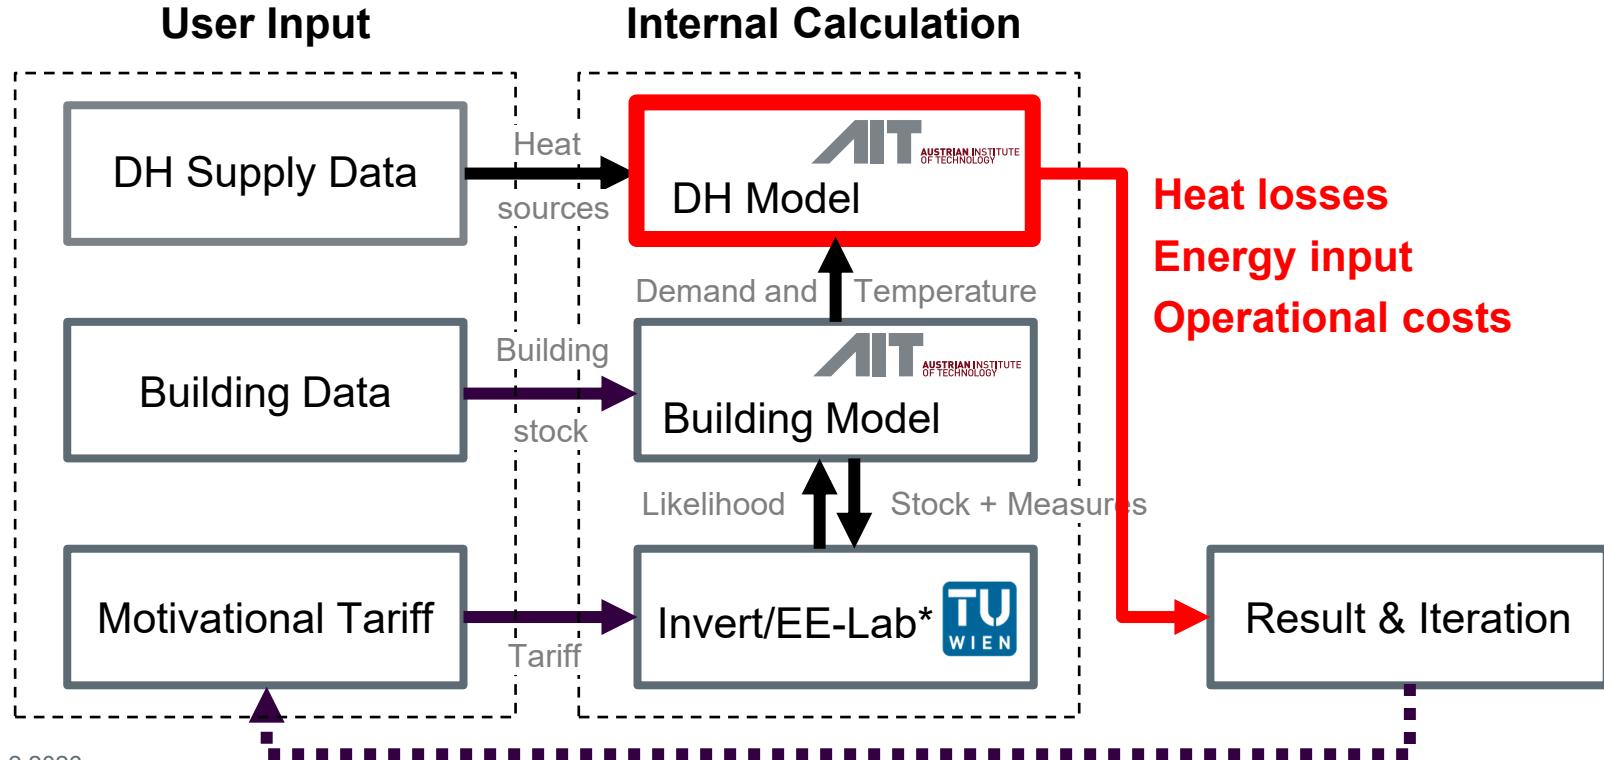 User Input
Internal Calculation
DH Supply Data
Heat
sources
AIT
AUSTRIAN INSTITUTE
OF TECHNOLOGY
DH Model
Heat losses
Energy input
Operational costs
Demand and
Temperature
Building Data
Building
stock
AIT
AUSTRIAN INSTITUTE
OF TECHNOLOGY
Building Model
Likelihood
Stock + Measures
Motivational Tariff
Tariff
Invert/EE-Lab*
TU
WIEN
Result & Iteration